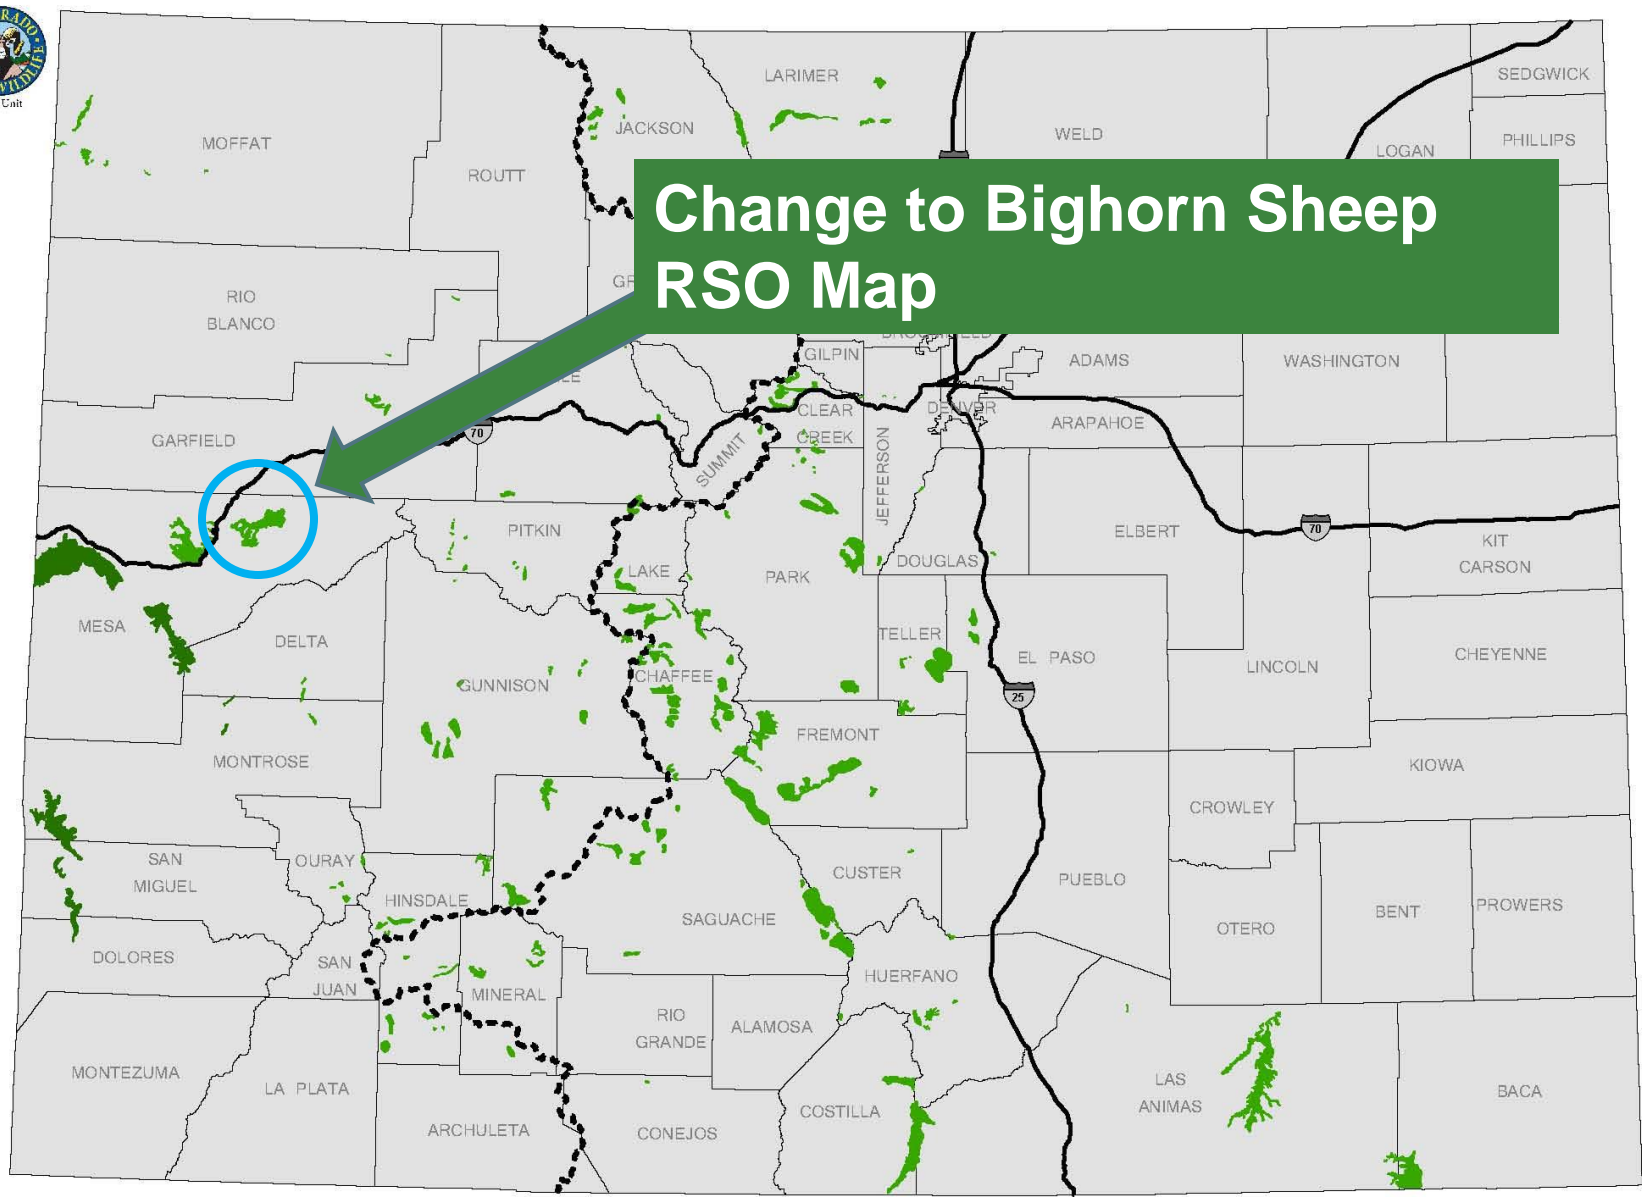 RADO
WILDLIFE
Unit
LARIMER
SEDGWICK
MOFFAT
JACKSON
WELD
PHILLIPS
LOGAN
ROUTT
Change to Bighorn Sheep
RSO Map
RIO
BLANCO
GILPIN
ADAMS
WASHINGTON
GARFIELD
70
CLEAR
CREEK
DENVER
ARAPAHOE
SUMMIT
JEFFERSON
PITKIN
ELBERT
70
KIT
CARSON
LAKE
PARK
DOUGLAS
MESA
DELTA
TELLER
EL PASO
LINCOLN
CHEYENNE
GUNNISON
CHAFFEE
25
MONTROSE
FREMONT
KIOWA
CROWLEY
SAN
MIGUEL
OURAY
HINSDALE
CUSTER
PUEBLO
SAGUACHE
OTERO
BENT
PROWERS
DOLORES
SAN
JUAN
MINERAL
HUERFANO
RIO
GRANDE
ALAMOSA
MONTEZUMA
LA PLATA
LAS
ANIMAS
BACA
ARCHULETA
CONEJOS
COSTILLA